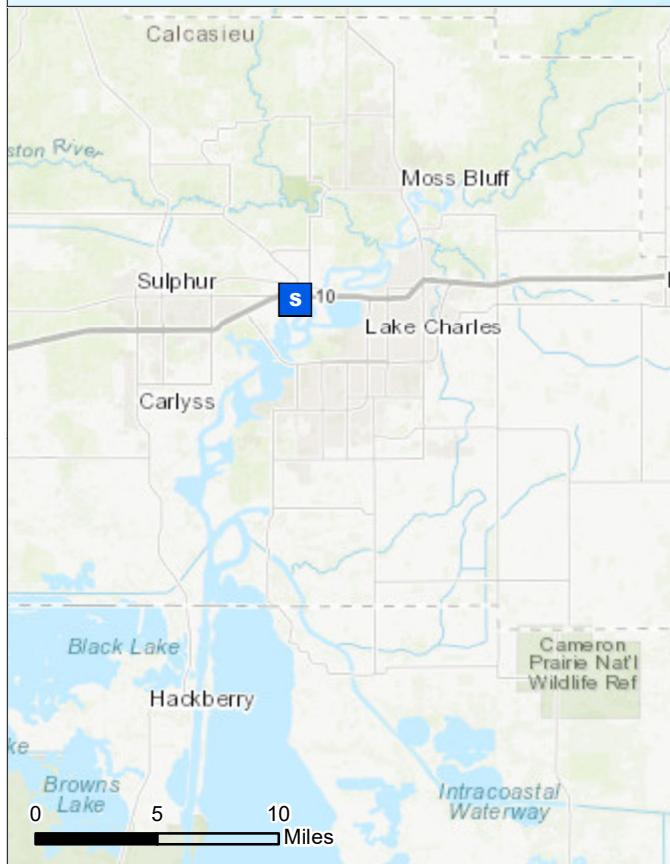 Calcasieu
ston River
Moss Bluff
Sulphur
S
10
Lake Charles
Carlyss
Black Lake
Cameron
Prairie Nat'l
Wildlife Ref
Hackberry
ke
Browns
Lake
Intracoastal
Waterway
0 5 10
Miles